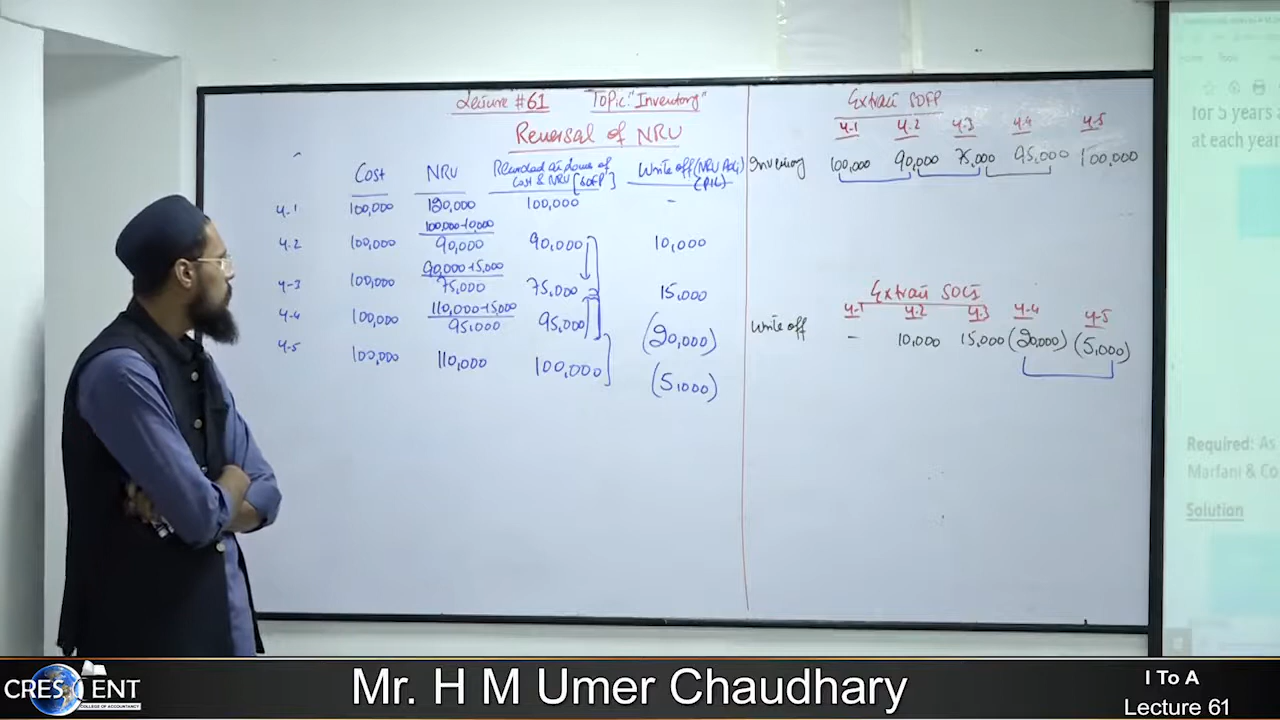 Lecture #61 Topic: "Inventory"
Reversal of NRV
Cost NRV Recorded at Lower of Cost & NRV [SOFP] Write off (NRV Adj) (P/L)
Y-1 100,000 120,000 100,000 -
100,000-10,000
Y-2 100,000 90,000 90,000 10,000
90,000-15,000
Y-3 100,000 75,000 75,000 15,000
110,000-15,000
Y-4 100,000 95,000 95,000 (20,000)
Y-5 100,000 110,000 100,000 (5,000)
Extract SOFP
Y-1 Y-2 Y-3 Y-4 Y-5
Inventory 100,000 90,000 75,000 95,000 100,000
Extract SOCI
Y-1 Y-2 Y-3 Y-4 Y-5
Write off - 10,000 15,000 (20,000) (5,000)
for 5 years
at each year
Required: As
Marfani & Co
Solution
CRESCENT
COLLEGE OF ACCOUNTANCY
Mr. H M Umer Chaudhary
I To A
Lecture 61